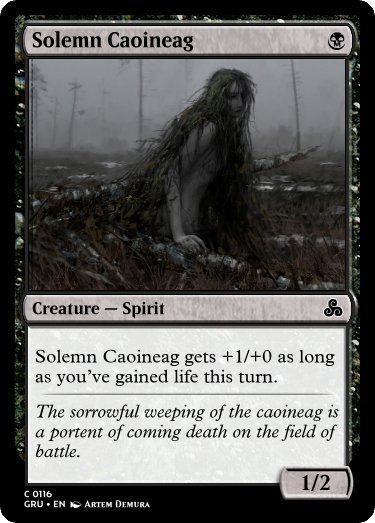 Solemn Caoineag
Creature — Spirit
Solemn Caoineag gets +1/+0 as long
as you've gained life this turn.
The sorrowful weeping of the caoineag is
a portent of coming death on the field of
battle.
1/2
C 0116
GRU • EN Artem Demura